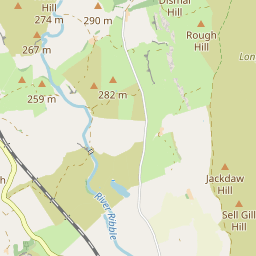 Dismal
Hill
Hill
274 m
290 m
Rough
Hill
267 m
Lon
259 m
282 m
h
Jackdaw
Hill
River Ribble
Sell Gill
Hill